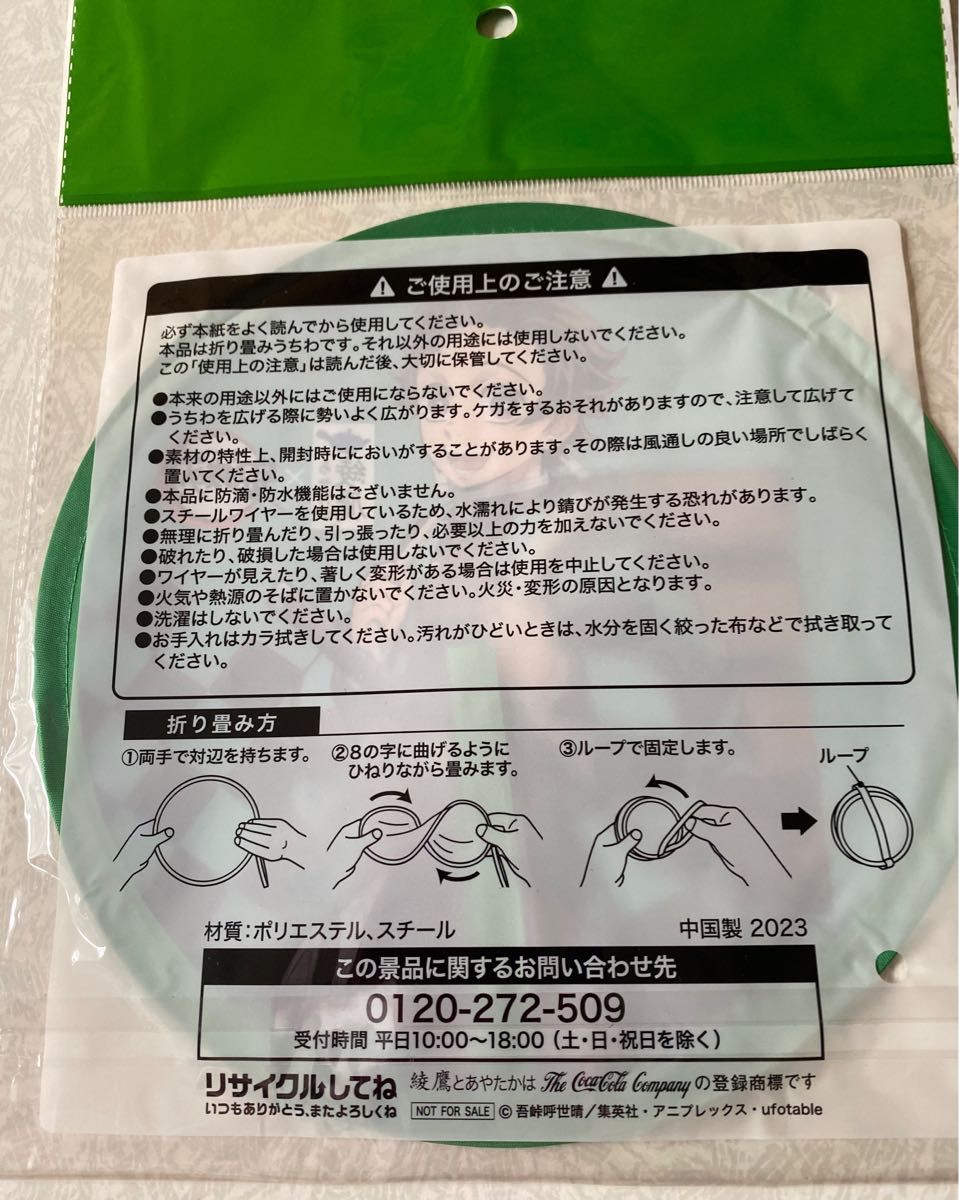 ご使用上のご注意
必ず本紙をよく読んでから使用してください。
本品は折り畳みうちわです。それ以外の用途には使用しないでください。
この「使用上の注意」は読んだ後、大切に保管してください。
●本来の用途以外にはご使用にならないでください。
●うちわを広げる際に勢いよく広がります。ケガをするおそれがありますので、注意して広げて
ください。
●素材の特性上、開封時ににおいがすることがあります。その際は風通しの良い場所でしばらく
置いてください。
●本品に防滴・防水機能はございません。
●スチールワイヤーを使用しているため、水濡れにより錆びが発生する恐れがあります。
●無理に折り畳んだり、引っ張ったり、必要以上の力を加えないでください。
●破れたり、破損した場合は使用しないでください。
●ワイヤーが見えたり、著しく変形がある場合は使用を中止してください。
●火気や熱源のそばに置かないでください。火災・変形の原因となります。
●洗濯はしないでください。
●お手入れはカラ拭きしてください。汚れがひどいときは、水分を固く絞った布などで拭き取って
ください。
折り畳み方
①両手で対辺を持ちます。 ②8の字に曲げるように ③ループで固定します。 ループ
ひねりながら畳みます。
材質：ポリエステル、スチール 中国製 2023
この景品に関するお問い合わせ先
0120-272-509
受付時間 平日10:00〜18:00（土・日・祝日を除く）
リサイクルしてね 綾鷹とあやたかは The Coca-Cola Company の登録商標です
いつもありがとう、またよろしくね NOT FOR SALE ©吾峠呼世晴／集英社・アニプレックス・ufotable